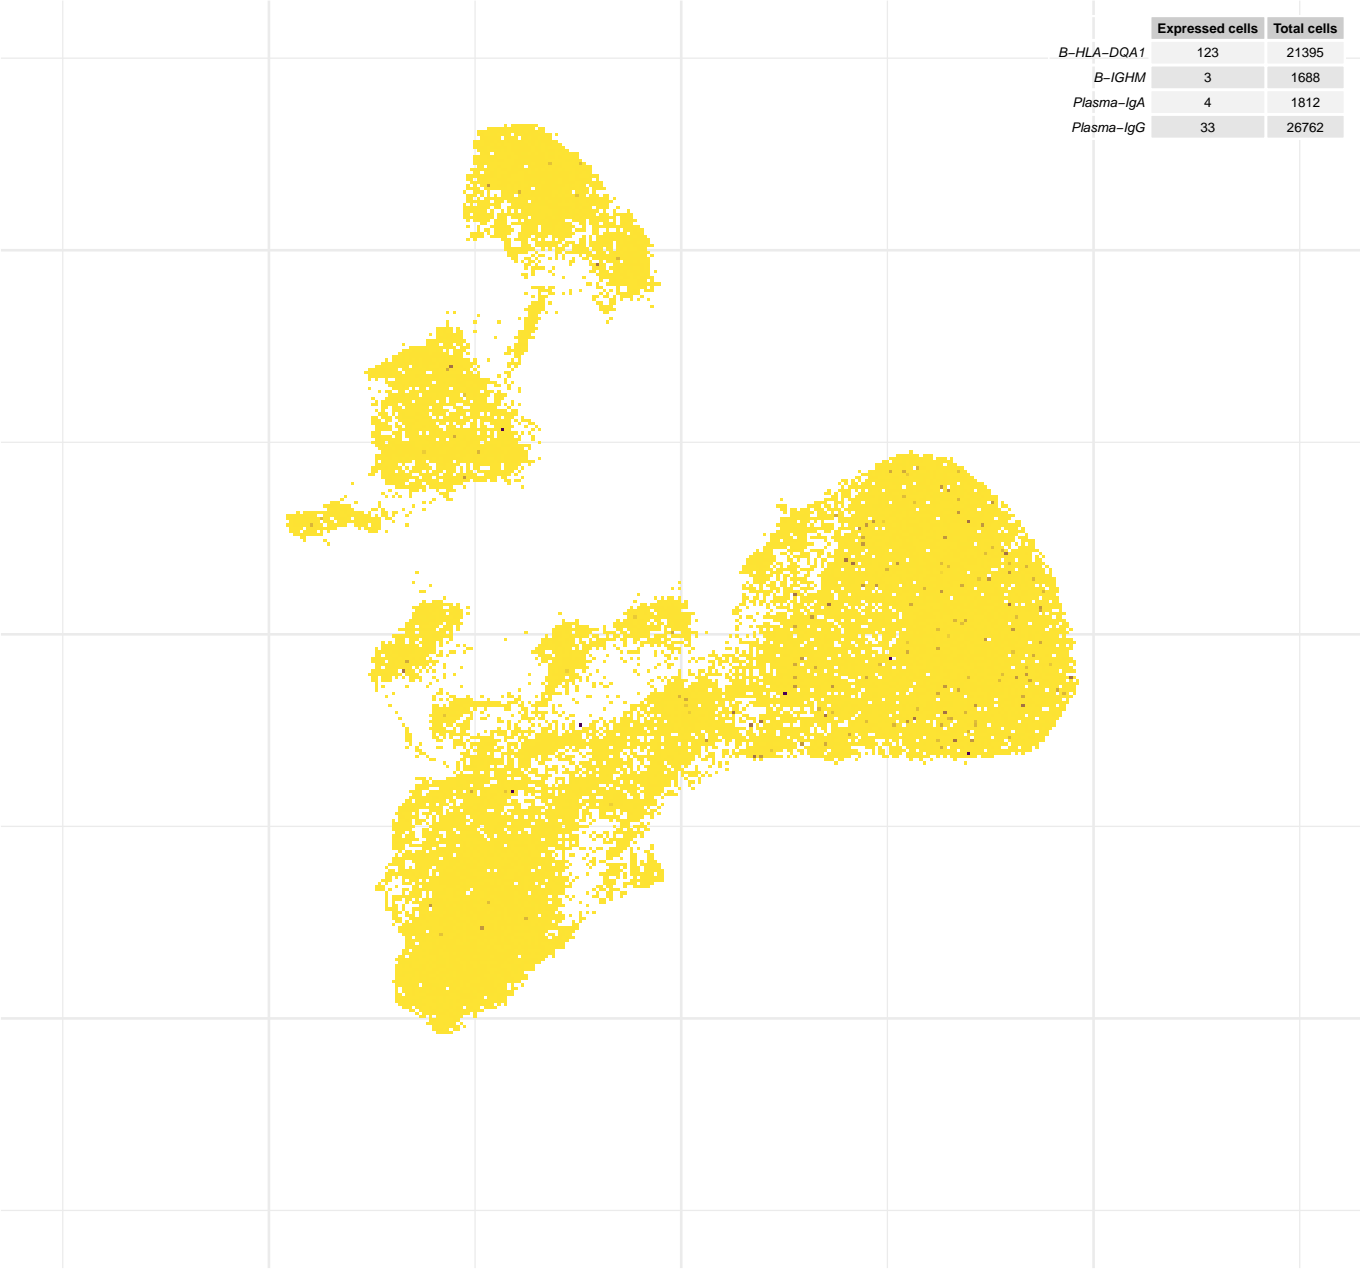 Expressed cells Total cells
B−HLA−DQA1 123 21395
B−IGHM 3 1688
Plasma−IgA 4 1812
Plasma−IgG 33 26762